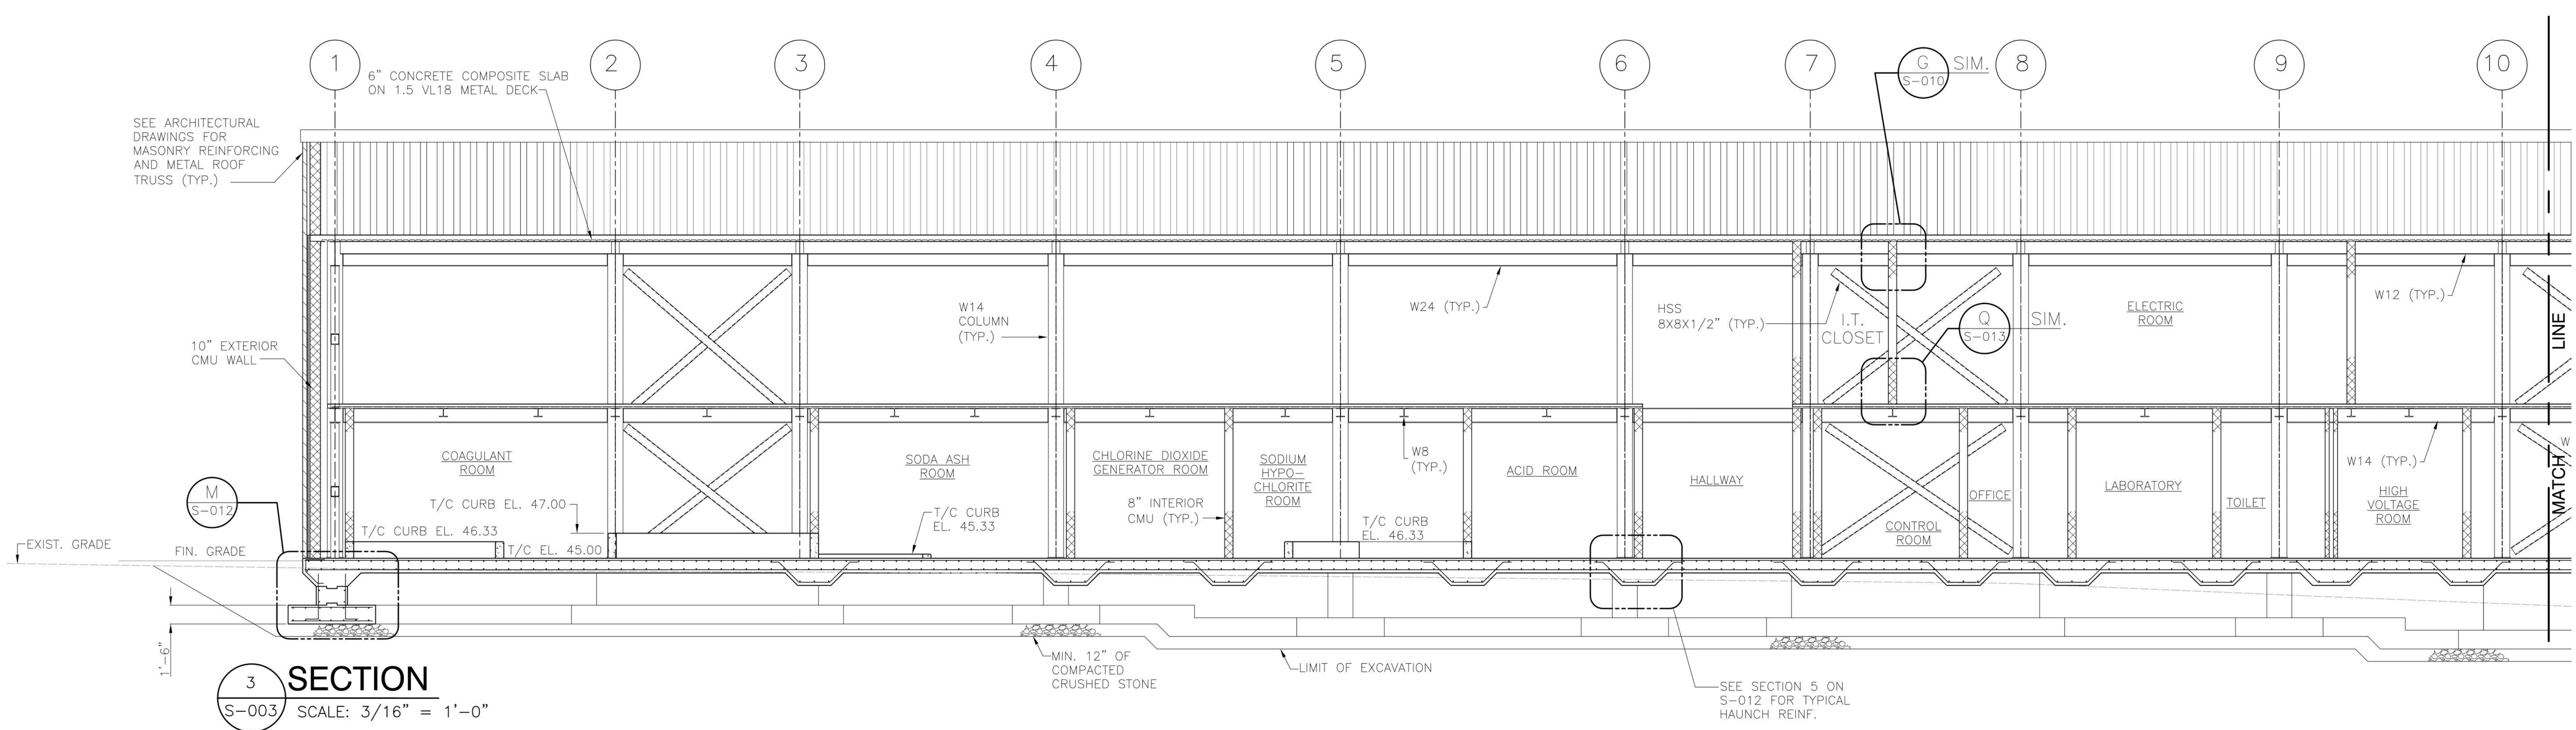 1
2
3
4
5
6
7
8
9
10
G
S-010
SIM.
6" CONCRETE COMPOSITE SLAB
ON 1.5 VL18 METAL DECK
SEE ARCHITECTURAL
DRAWINGS FOR
MASONRY REINFORCING
AND METAL ROOF
TRUSS (TYP.)
10" EXTERIOR
CMU WALL
W14
COLUMN
(TYP.)
W24 (TYP.)
HSS
8X8X1/2" (TYP.)
I.T.
CLOSET
Q
S-013
SIM.
ELECTRIC
ROOM
W12 (TYP.)
MATCH LINE
COAGULANT
ROOM
SODA ASH
ROOM
CHLORINE DIOXIDE
GENERATOR ROOM
SODIUM
HYPO-
CHLORITE
ROOM
W8
(TYP.)
ACID ROOM
HALLWAY
CONTROL
ROOM
OFFICE
LABORATORY
TOILET
W14 (TYP.)
HIGH
VOLTAGE
ROOM
W
M
S-012
T/C CURB EL. 47.00
T/C CURB EL. 46.33
T/C EL. 45.00
T/C CURB
EL. 45.33
8" INTERIOR
CMU (TYP.)
T/C CURB
EL. 46.33
EXIST. GRADE
FIN. GRADE
1'-6"
MIN. 12" OF
COMPACTED
CRUSHED STONE
LIMIT OF EXCAVATION
SEE SECTION 5 ON
S-012 FOR TYPICAL
HAUNCH REINF.
3
S-003
SECTION
SCALE: 3/16" = 1'-0"